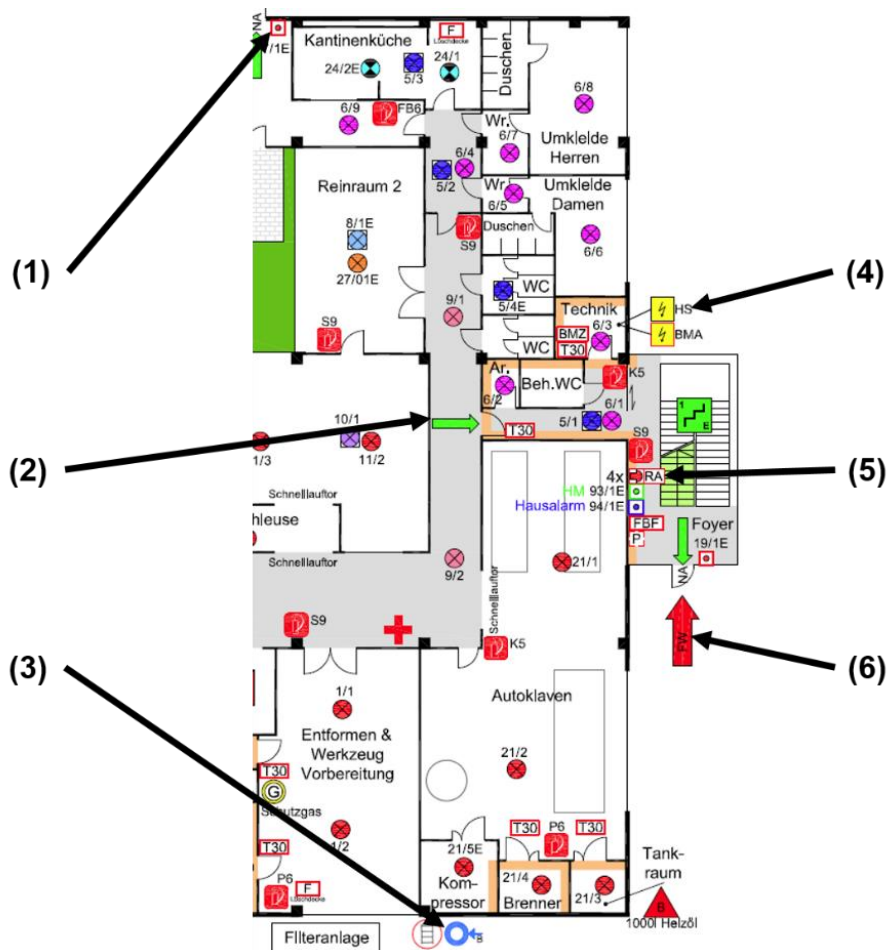 NA
/1E
Kantinenküche
F
Löschdecke
24/2E
5/3
24/1
Duschen
6/8
FB6
6/9
Wr.
6/7
Umkleide
Herren
6/4
5/2
Reinraum 2
Wr
6/5
Umkleide
Damen
8/1E
27/01E
S9
Duschen
6/6
(1)
(4)
WC
5/4E
9/1
S9
WC
Technik
6/3
BMZ
T30
HS
BMA
Ar.
6/2
Beh.WC
K5
6/1
5/1
T30
1
E
S9
10/1
1/3
11/2
(2)
(5)
4x
RA
HM 93/1E
Hausalarm 94/1E
FBF
P
Foyer
19/1E
NA
Schnelllauftor
hleuse
Schnelllauftor
9/2
21/1
Schnelllauftor
S9
K5
FW
(3)
(6)
1/1
Entformen &
Werkzeug
Vorbereitung
Autoklaven
T30
G
Schutzgas
21/2
T30
1/2
P6
F
Löschdecke
T30
P6
T30
21/5E
Kom-
pressor
21/4
Brenner
21/3
Tank-
raum
B
1000l Heizöl
Filteranlage